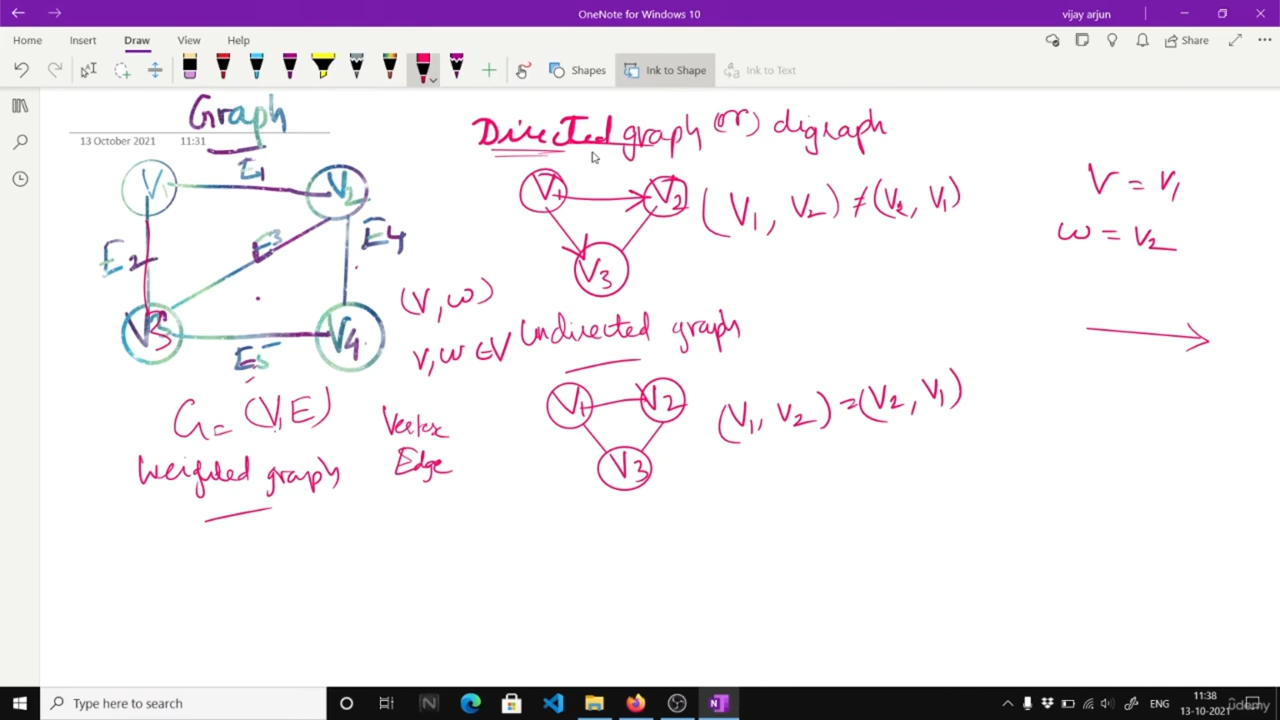 OneNote for Windows 10
vijay arjun
Home Insert Draw View Help
Share
Shapes
Ink to Shape
Ink to Text
Graph
13 October 2021 11:31
Directed graph (or) digraph
E1
V1 V2
E2 E3 E4
V3 V4
E5
V1 V2 (V1, V2) ≠ (V2, V1)
V3
V = V1
w = V2
(V, w)
V, w ∈ V
Undirected graph
V1 V2 (V1, V2) = (V2, V1)
V3
G = (V, E)
Vertex
Edge
Weighted graph
Type here to search
ENG
11:38
13-10-2021
udemy